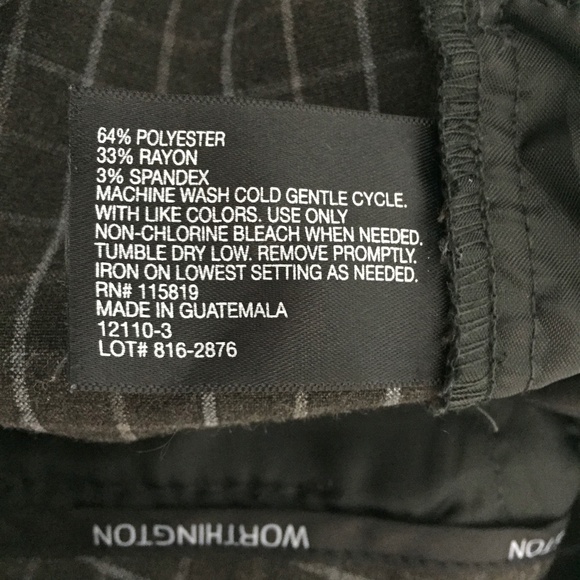 64% POLYESTER
33% RAYON
3% SPANDEX
MACHINE WASH COLD GENTLE CYCLE.
WITH LIKE COLORS. USE ONLY
NON-CHLORINE BLEACH WHEN NEEDED.
TUMBLE DRY LOW. REMOVE PROMPTLY.
IRON ON LOWEST SETTING AS NEEDED.
RN# 115819
MADE IN GUATEMALA
12110-3
LOT# 816-2876
WORTHINGTON